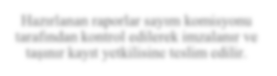 Hazırlanan raporlar sayım komisyonu
tarafından kontrol edilerek imzalanır ve
taşınır kayıt yetkilisine teslim edilir.